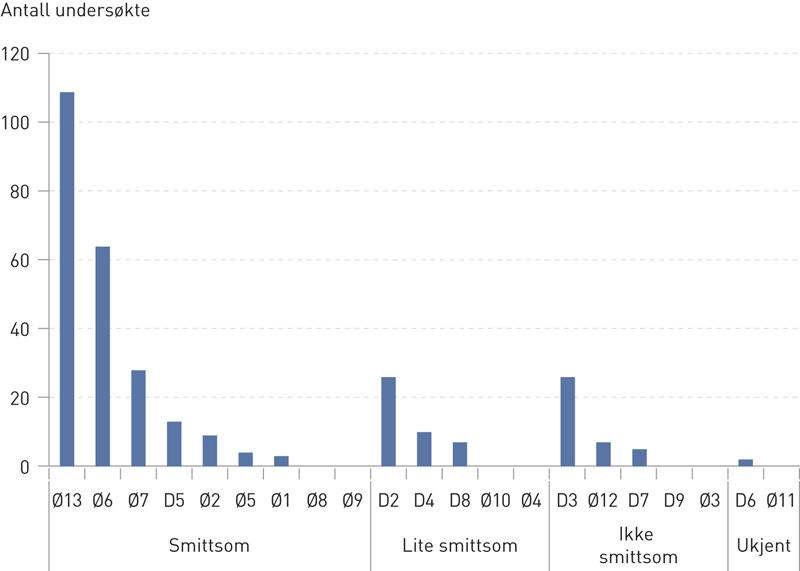 Antall undersøkte
120
100
80
60
40
20
0
Ø13 Ø6 Ø7 D5 Ø2 Ø5 Ø1 Ø8 Ø9 D2 D4 D8 Ø10 Ø4 D3 Ø12 D7 D9 Ø3 D6 Ø11
Smittsom Lite smittsom Ikke smittsom Ukjent